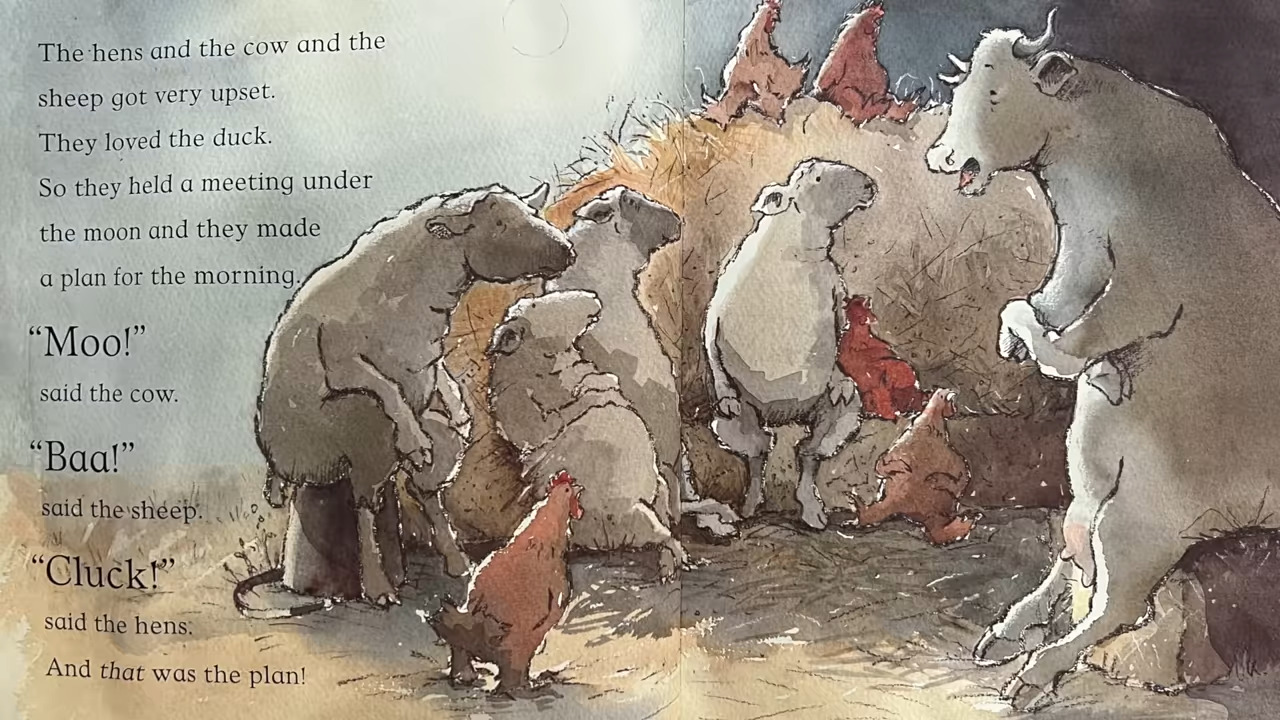 The hens and the cow and the
sheep got very upset.
They loved the duck.
So they held a meeting under
the moon and they made
a plan for the morning.
“Moo!”
said the cow.
“Baa!”
said the sheep.
“Cluck!”
said the hens.
And that was the plan!